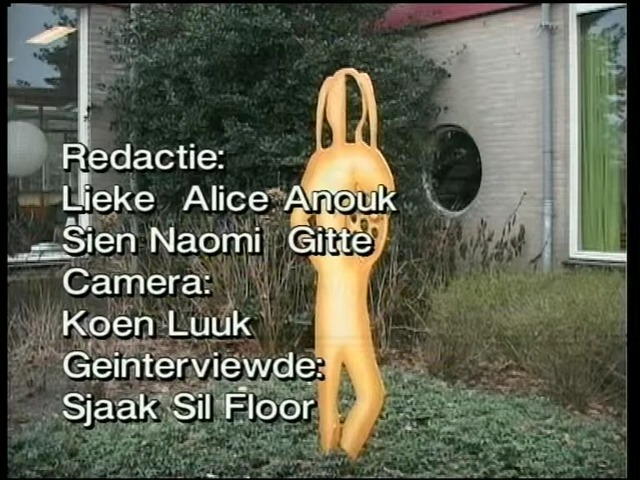 Redactie:
Lieke Alice Anouk
Sien Naomi Gitte
Camera:
Koen Luuk
Geinterviewde:
Sjaak Sil Floor